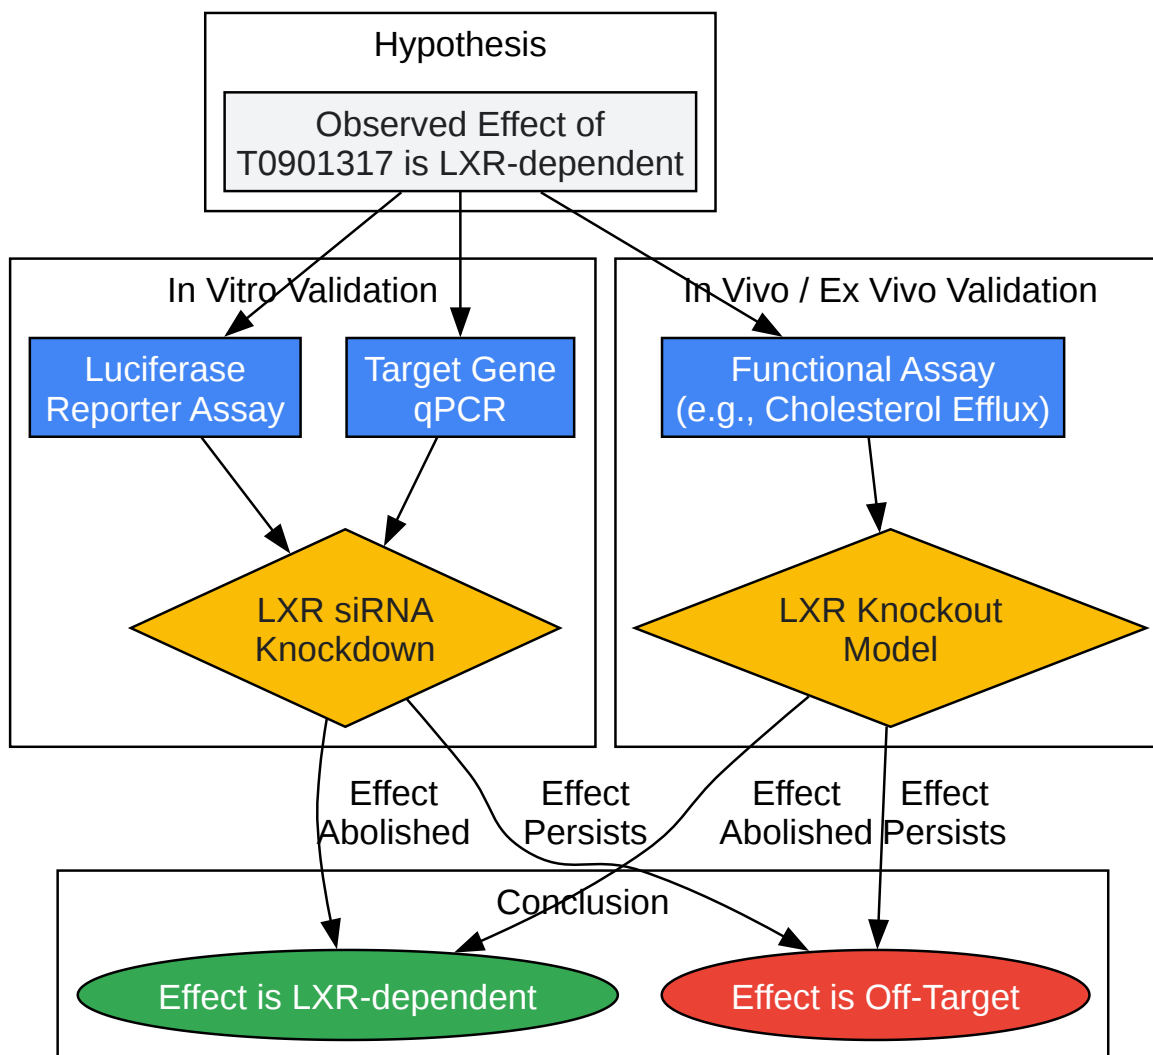 Hypothesis
Observed Effect of
T0901317 is LXR-dependent
In Vitro Validation
In Vivo / Ex Vivo Validation
Luciferase
Reporter Assay
Target Gene
qPCR
Functional Assay
(e.g., Cholesterol Efflux)
LXR siRNA
Knockdown
LXR Knockout
Model
Effect
Abolished
Effect
Persists
Effect
Abolished
Effect
Persists
Conclusion
Effect is LXR-dependent
Effect is Off-Target